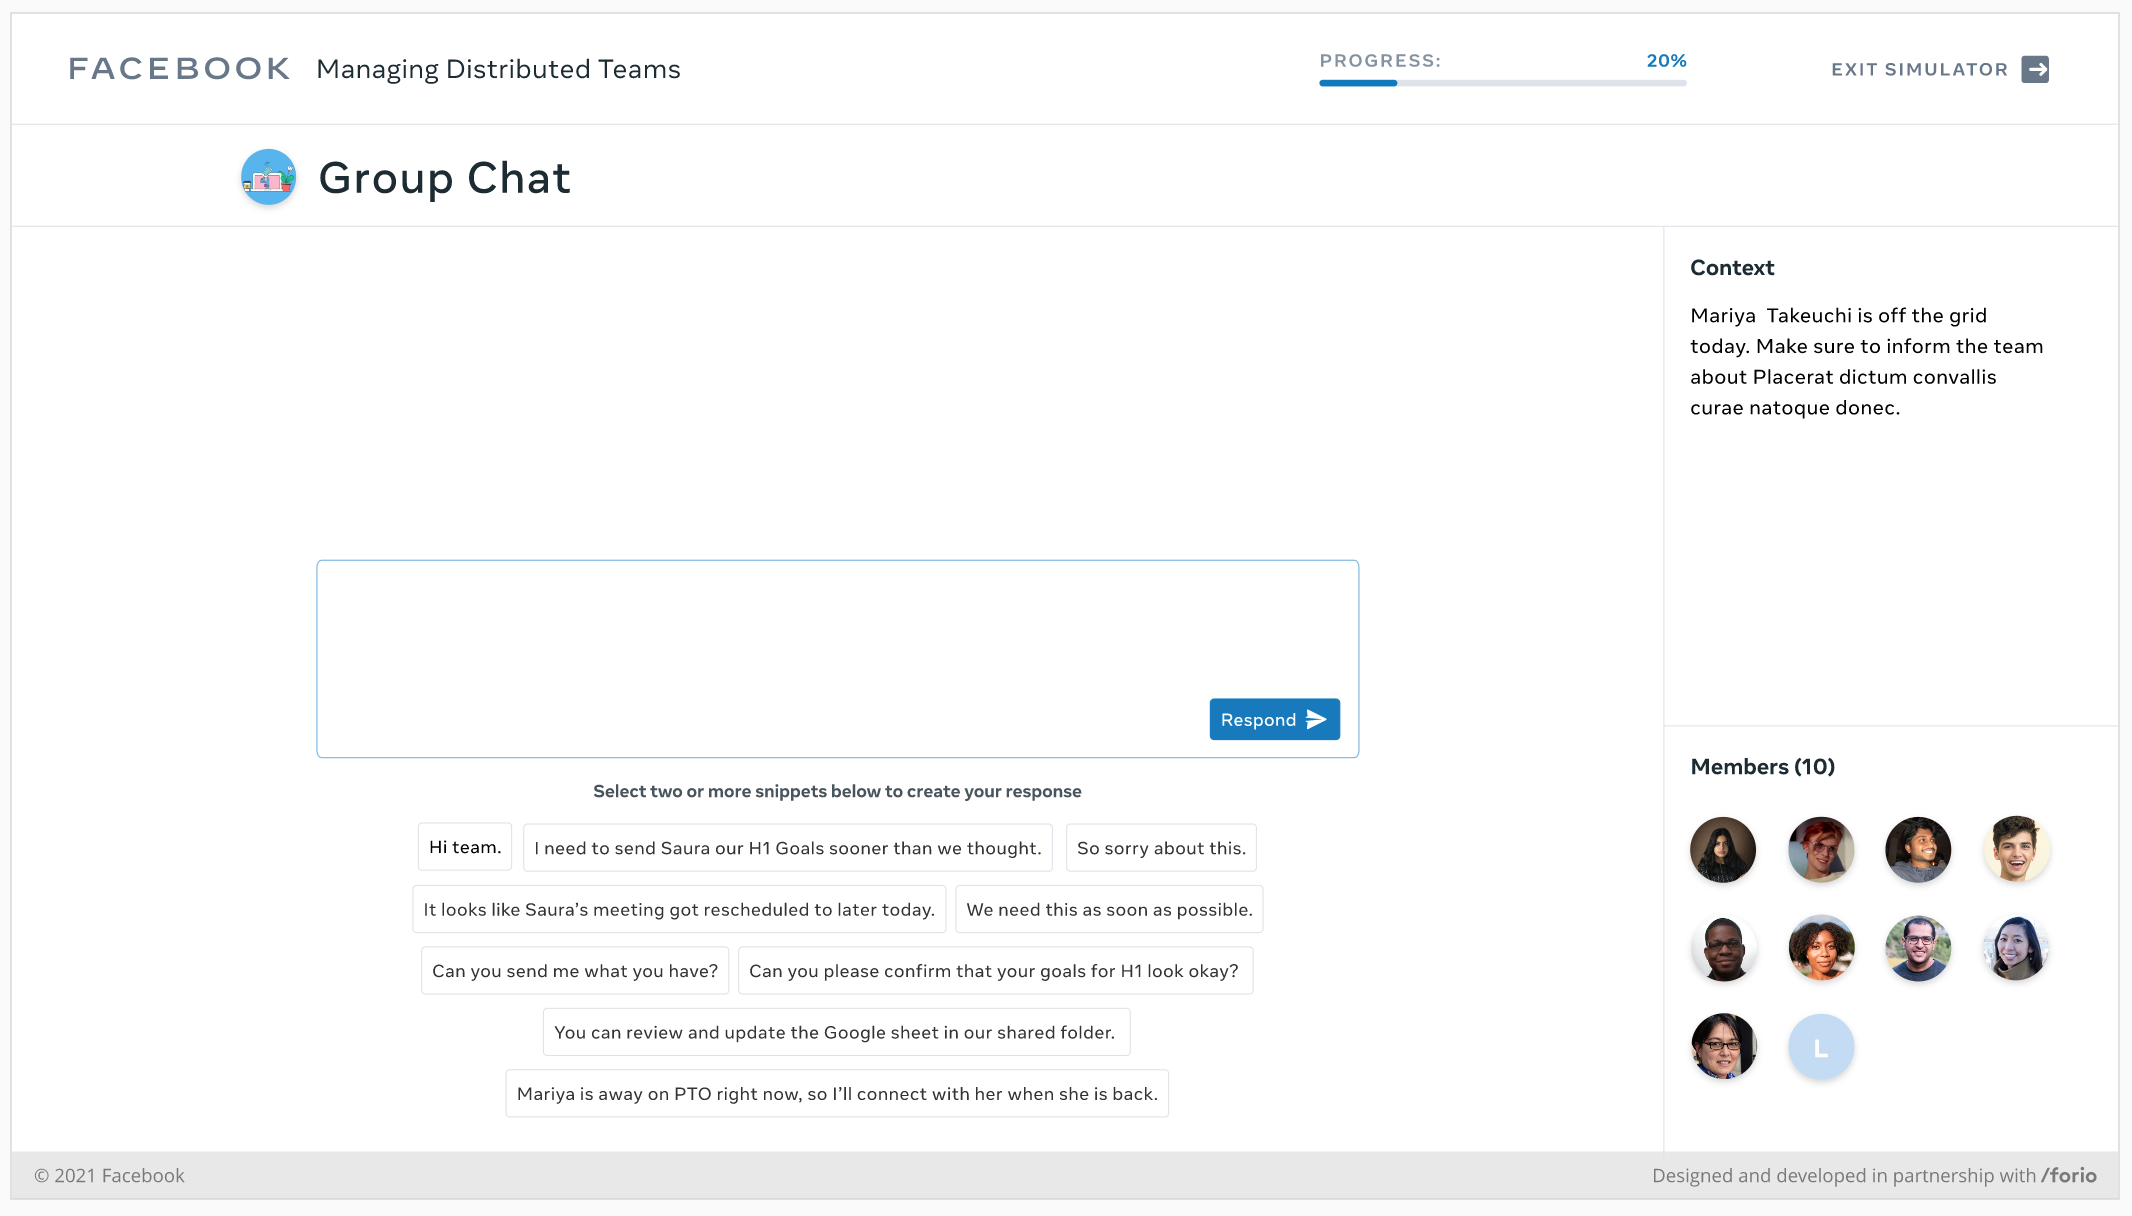 FACEBOOK Managing Distributed Teams
PROGRESS: 20%
EXIT SIMULATOR
Group Chat
Context
Mariya Takeuchi is off the grid
today. Make sure to inform the team
about Placerat dictum convallis
curae natoque donec.
Respond
Select two or more snippets below to create your response
Hi team.
I need to send Saura our H1 Goals sooner than we thought.
So sorry about this.
It looks like Saura’s meeting got rescheduled to later today.
We need this as soon as possible.
Can you send me what you have?
Can you please confirm that your goals for H1 look okay?
You can review and update the Google sheet in our shared folder.
Mariya is away on PTO right now, so I’ll connect with her when she is back.
Members (10)
L
© 2021 Facebook
Designed and developed in partnership with /forio